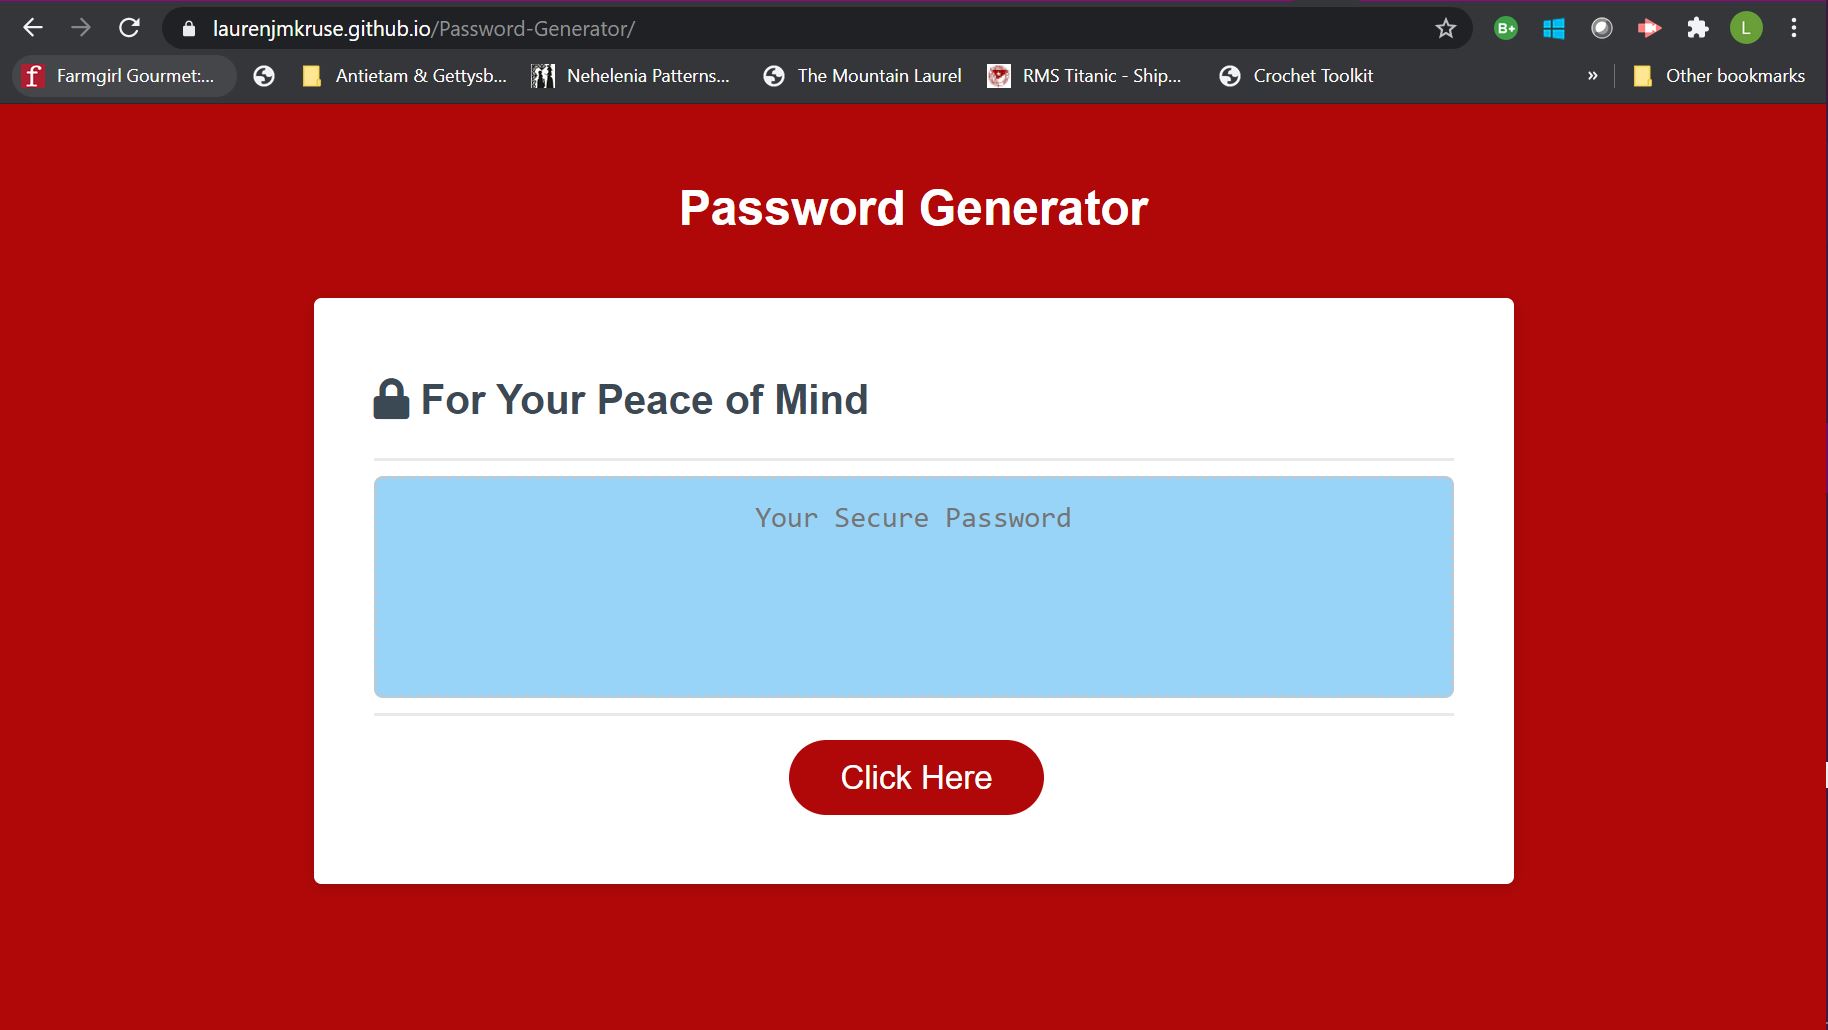 laurenjmkruse.github.io/Password-Generator/
B+
L
f Farmgirl Gourmet:...
Antietam & Gettysb...
Nehelenia Patterns...
The Mountain Laurel
RMS Titanic - Ship...
Crochet Toolkit
»
Other bookmarks
Password Generator
For Your Peace of Mind
Your Secure Password
Click Here